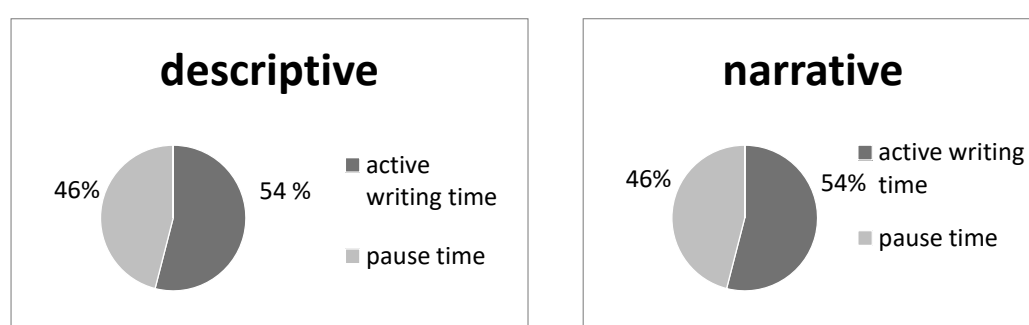 descriptive
46%
54 %
active
writing time
pause time
narrative
46%
54%
active writing
time
pause time